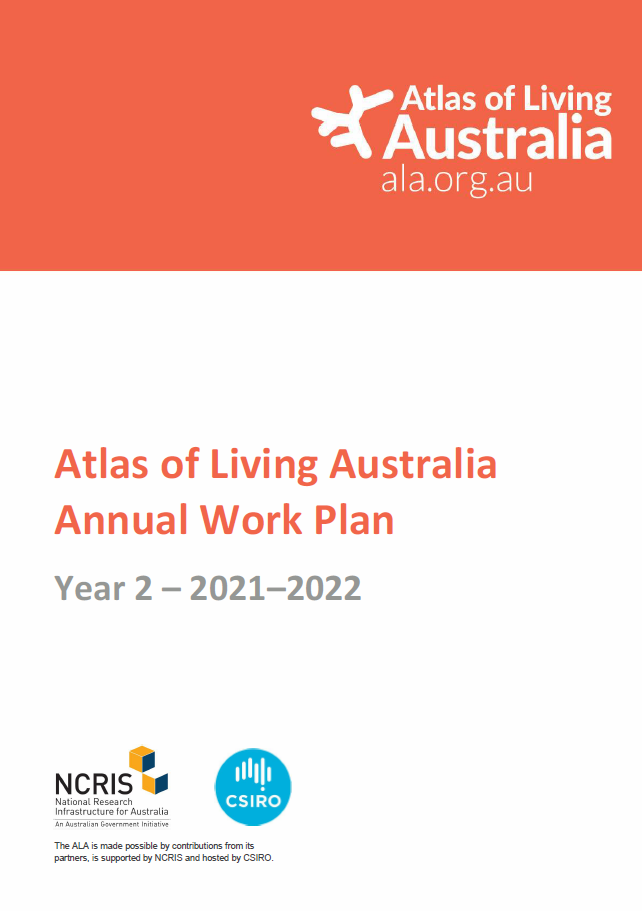 Atlas of Living
Australia
ala.org.au
Atlas of Living Australia
Annual Work Plan
Year 2 – 2021–2022
NCRIS
National Research
Infrastructure for Australia
An Australian Government Initiative
CSIRO
The ALA is made possible by contributions from its
partners, is supported by NCRIS and hosted by CSIRO.